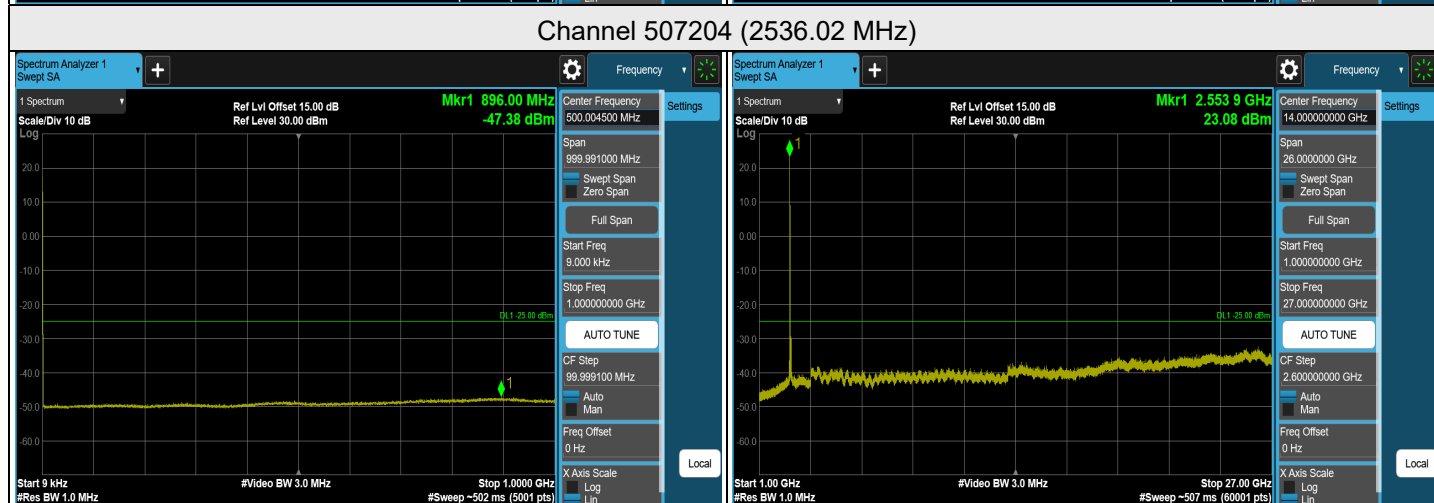 Channel 507204 (2536.02 MHz)
Spectrum Analyzer 1
Swept SA
+
Frequency
1 Spectrum
Scale/Div 10 dB
Log
Ref Lvl Offset 15.00 dB
Ref Level 30.00 dBm
Mkr1 896.00 MHz
-47.38 dBm
20.0
10.0
0.00
-10.0
-20.0
-30.0
-40.0
-50.0
-60.0
DL1 -25.00 dBm
1
Start 9 kHz
#Res BW 1.0 MHz
#Video BW 3.0 MHz
Stop 1.0000 GHz
#Sweep ~502 ms (5001 pts)
Center Frequency
500.004500 MHz
Settings
Span
999.991000 MHz
Swept Span
Zero Span
Full Span
Start Freq
9.000 kHz
Stop Freq
1.000000000 GHz
AUTO TUNE
CF Step
99.999100 MHz
Auto
Man
Freq Offset
0 Hz
X Axis Scale
Log
Lin
Local
Spectrum Analyzer 1
Swept SA
+
Frequency
1 Spectrum
Scale/Div 10 dB
Log
Ref Lvl Offset 15.00 dB
Ref Level 30.00 dBm
Mkr1 2.553 9 GHz
23.08 dBm
1
20.0
10.0
0.00
-10.0
-20.0
-30.0
-40.0
-50.0
-60.0
DL1 -25.00 dBm
Start 1.00 GHz
#Res BW 1.0 MHz
#Video BW 3.0 MHz
Stop 27.00 GHz
#Sweep ~507 ms (60001 pts)
Center Frequency
14.000000000 GHz
Settings
Span
26.0000000 GHz
Swept Span
Zero Span
Full Span
Start Freq
1.000000000 GHz
Stop Freq
27.000000000 GHz
AUTO TUNE
CF Step
2.600000000 GHz
Auto
Man
Freq Offset
0 Hz
X Axis Scale
Log
Lin
Local